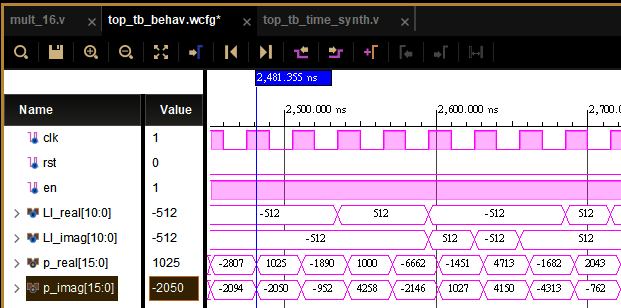 mult_16.v top_tb_behav.wcfg* top_tb_time_synth.v
2,481.355 ns
Name Value 2,500.000 ns 2,600.000 ns 2,700
clk 1
rst 0
en 1
LI_real[10:0] -512 -512 512 -512 512
LI_imag[10:0] -512 -512 512 -512 512
p_real[15:0] 1025 -2807 1025 -1890 1000 -6662 -1451 4713 -1682 2043
p_imag[15:0] -2050 -2094 -2050 -952 4258 -2146 1027 4150 -4313 -762